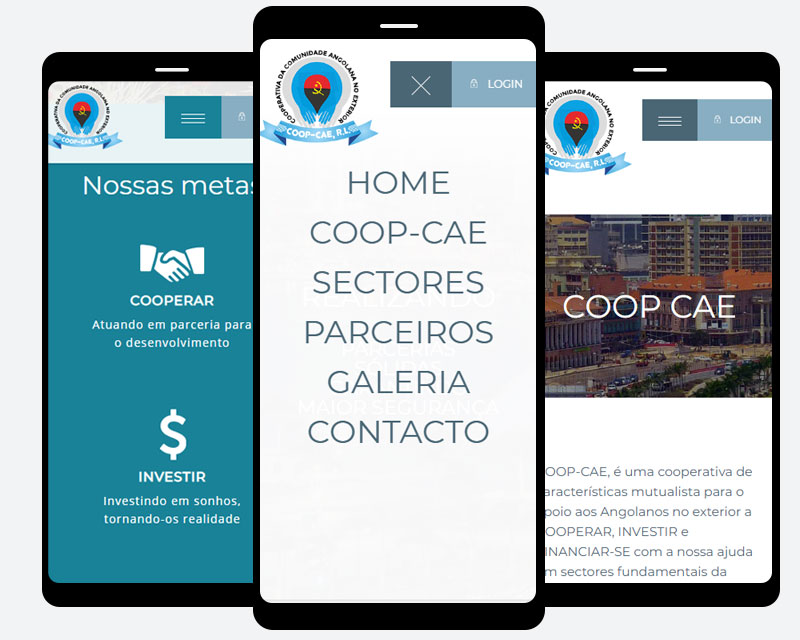 COOPERATIVA DA COMUNIDADE ANGOLANA NO EXTERIOR
COOP-CAE, R.L.
Nossas metas
COOPERAR
Atuando em parceria para
o desenvolvimento
INVESTIR
Investindo em sonhos,
tornando-os realidade
COOPERATIVA DA COMUNIDADE ANGOLANA NO EXTERIOR
COOP-CAE, R.L.
LOGIN
HOME
COOP-CAE
SECTORES
REALIZANDO
PARCEIROS
PARCERIAS
SÓLIDAS
GALERIA
MAIOR SEGURANÇA
CONTACTO
COOPERATIVA DA COMUNIDADE ANGOLANA NO EXTERIOR
COOP-CAE, R.L.
LOGIN
COOP CAE
OOP-CAE, é uma cooperativa de
aracterísticas mutualista para o
poio aos Angolanos no exterior a
OOPERAR, INVESTIR e
INANCIAR-SE com a nossa ajuda
m sectores fundamentais da